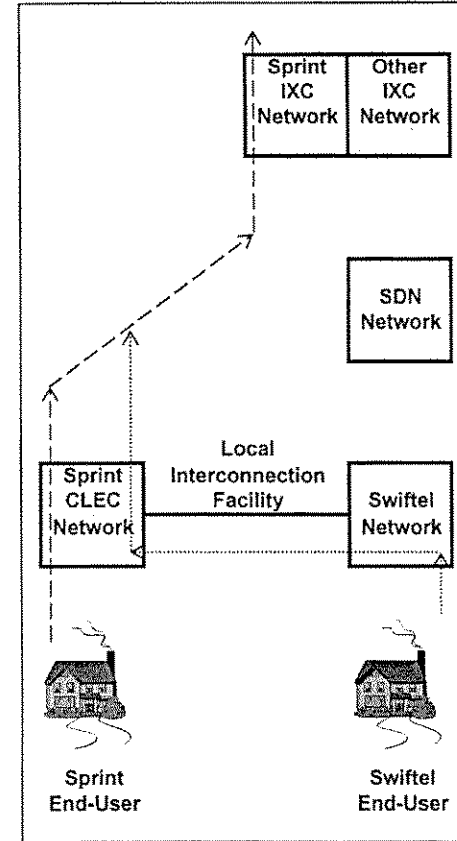 Sprint
IXC
Network
Other
IXC
Network
SDN
Network
Sprint
CLEC
Network
Local
Interconnection
Facility
Swiftel
Network
Sprint
End-User
Swiftel
End-User